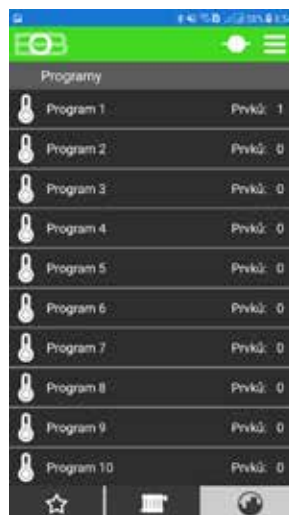 EOB
Programy
Program 1 Prvků: 1
Program 2 Prvků: 0
Program 3 Prvků: 0
Program 4 Prvků: 0
Program 5 Prvků: 0
Program 6 Prvků: 0
Program 7 Prvků: 0
Program 8 Prvků: 0
Program 9 Prvků: 0
Program 10 Prvků: 0